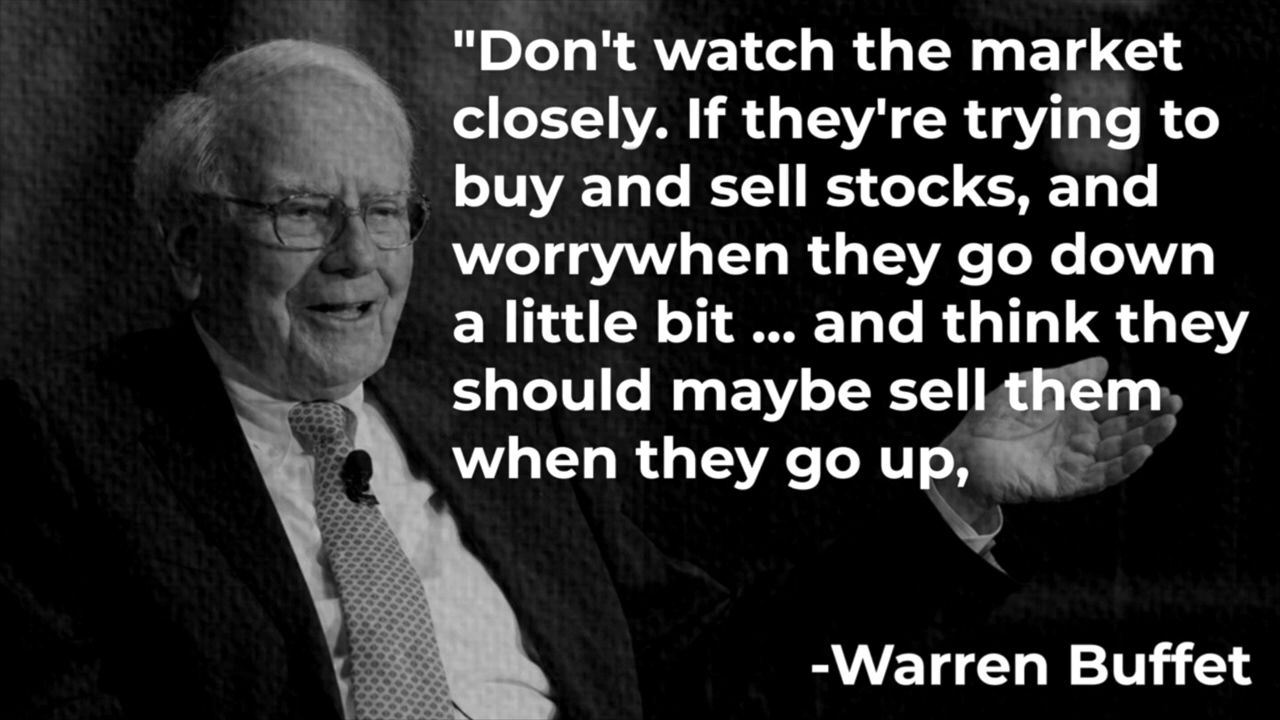 "Don't watch the market
closely. If they're trying to
buy and sell stocks, and
worrywhen they go down
a little bit ... and think they
should maybe sell them
when they go up,
-Warren Buffet